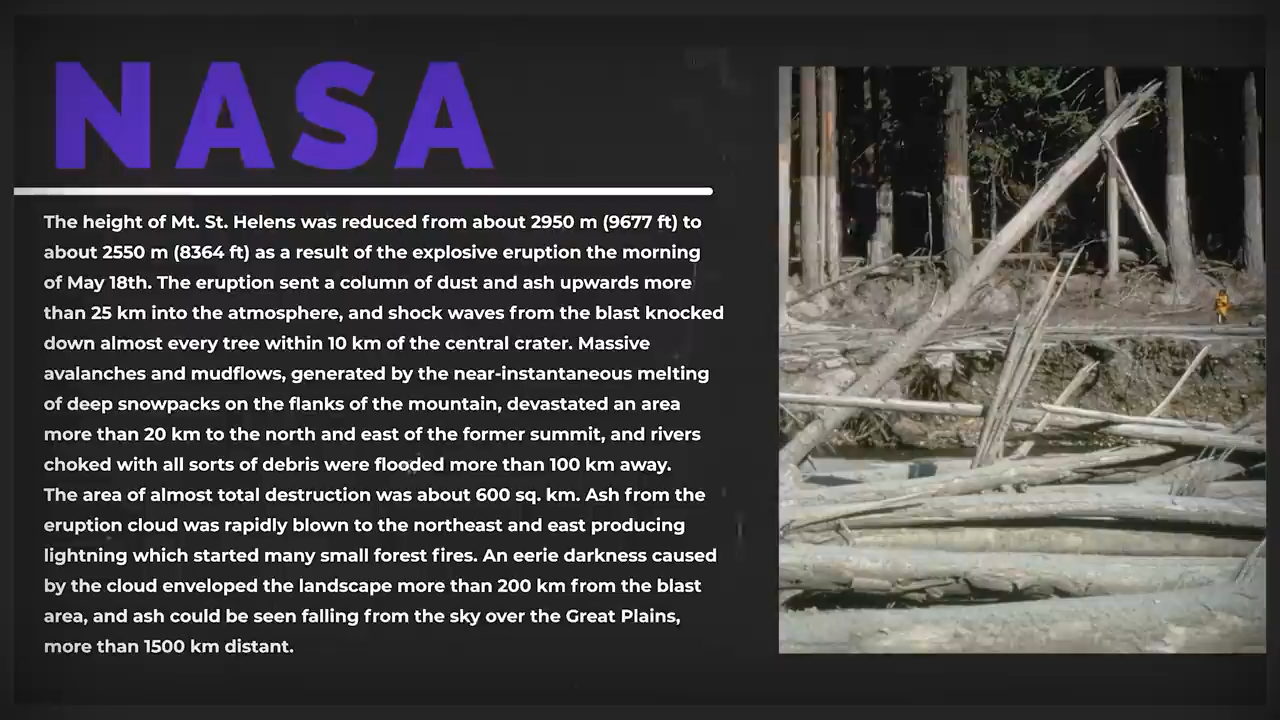 NASA
The height of Mt. St. Helens was reduced from about 2950 m (9677 ft) to
about 2550 m (8364 ft) as a result of the explosive eruption the morning
of May 18th. The eruption sent a column of dust and ash upwards more
than 25 km into the atmosphere, and shock waves from the blast knocked
down almost every tree within 10 km of the central crater. Massive
avalanches and mudflows, generated by the near-instantaneous melting
of deep snowpacks on the flanks of the mountain, devastated an area
more than 20 km to the north and east of the former summit, and rivers
choked with all sorts of debris were flooded more than 100 km away.
The area of almost total destruction was about 600 sq. km. Ash from the
eruption cloud was rapidly blown to the northeast and east producing
lightning which started many small forest fires. An eerie darkness caused
by the cloud enveloped the landscape more than 200 km from the blast
area, and ash could be seen falling from the sky over the Great Plains,
more than 1500 km distant.